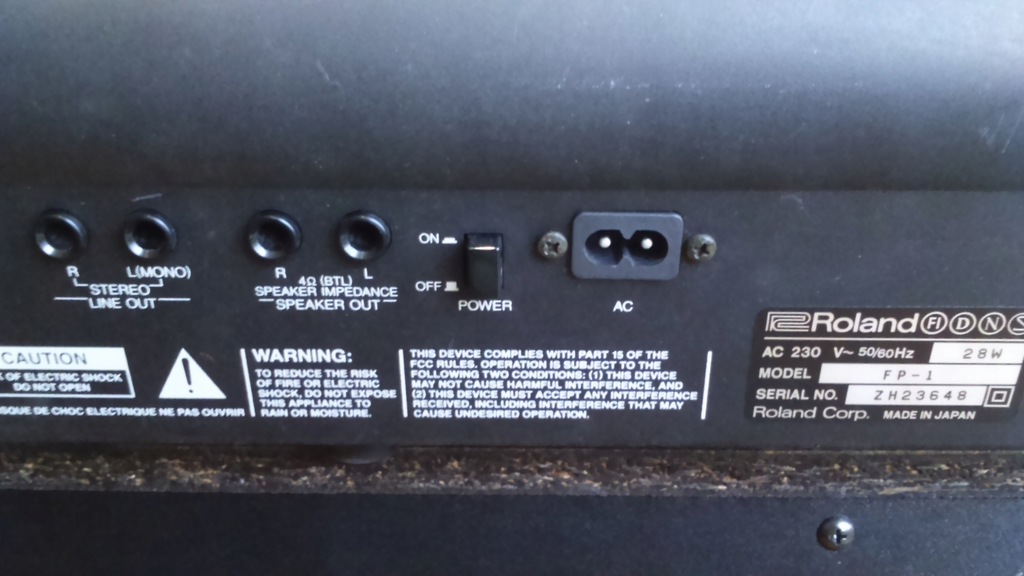 R L(MONO)
STEREO
LINE OUT
R L
4Ω (BTL)
SPEAKER IMPEDANCE
SPEAKER OUT
ON
OFF
POWER
AC
CAUTION
OF ELECTRIC SHOCK
DO NOT OPEN
DE CHOC ELECTRIQUE NE PAS OUVRIR
WARNING:
TO REDUCE THE RISK
OF FIRE OR ELECTRIC
SHOCK, DO NOT EXPOSE
THIS APPLIANCE TO
RAIN OR MOISTURE.
THIS DEVICE COMPLIES WITH PART 15 OF THE
FCC RULES. OPERATION IS SUBJECT TO THE
FOLLOWING TWO CONDITIONS: (1) THIS DEVICE
MAY NOT CAUSE HARMFUL INTERFERENCE, AND
(2) THIS DEVICE MUST ACCEPT ANY INTERFERENCE
RECEIVED, INCLUDING INTERFERENCE THAT MAY
CAUSE UNDESIRED OPERATION.
Roland FI D N S
AC 230 V~ 50/60Hz 28W
MODEL FP-1
SERIAL NO. ZH23648
Roland Corp. MADE IN JAPAN